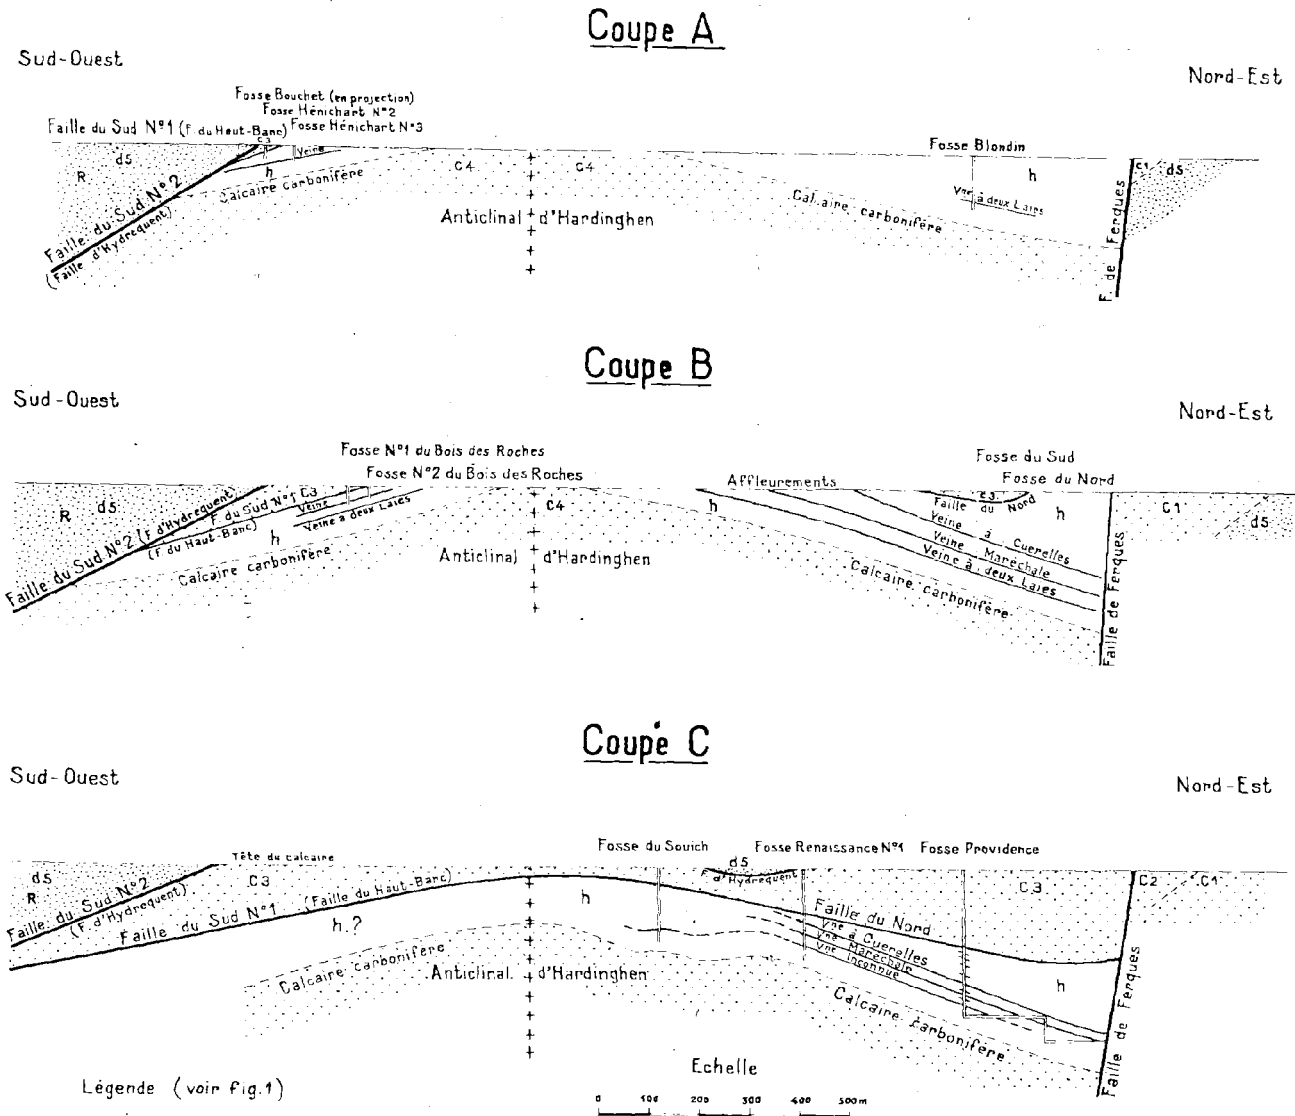 Coupe A
Sud-Ouest
Nord-Est
Fosse Bouchet (en projection)
Fosse Hénichart N°2
Faille du Sud N°1 (F. du Haut-Banc) Fosse Hénichart N°3
Fosse Blondin
C3
Veine
d5
R
h
C4
C4
h
C1
d5
Calcaire carbonifère
Calcaire carbonifère
Vne à deux Laies
Faille du Sud N°2
(Faille d'Hydrequent)
Anticlinal d'Hardinghen
F. de Ferques
Coupe B
Sud-Ouest
Nord-Est
Fosse N°1 du Bois des Roches
Fosse N°2 du Bois des Roches
Fosse du Sud
Fosse du Nord
Affleurements
R
d5
C3
C4
h
C3
Faille du Nord
h
C1
d5
Faille du Sud N°2 (F. d'Hydrequent)
F. du Sud N°1
(F. du Haut-Banc)
Veine
Veine à deux Laies
h
Calcaire carbonifère
Anticlinal d'Hardinghen
Veine à Cuerelles
Veine Maréchale
Veine à deux Laies
Calcaire carbonifère
Faille de Ferques
Coupe C
Sud-Ouest
Nord-Est
Fosse du Souich
Fosse Renaissance N°1
Fosse Providence
Tête du calcaire
d5
R
C3
d5
d'Hydrequent
C3
C2
C1
Faille du Sud N°2
(F. d'Hydrequent)
Faille du Sud N°1 (Faille du Haut-Banc)
h.?
h
Faille du Nord
Vne à Cuerelles
Vne Maréchale
Vne Inconnue
h
Calcaire carbonifère
Anticlinal d'Hardinghen
Calcaire carbonifère
Faille de Ferques
Légende (voir fig.1)
Echelle
0 100 200 300 400 500m